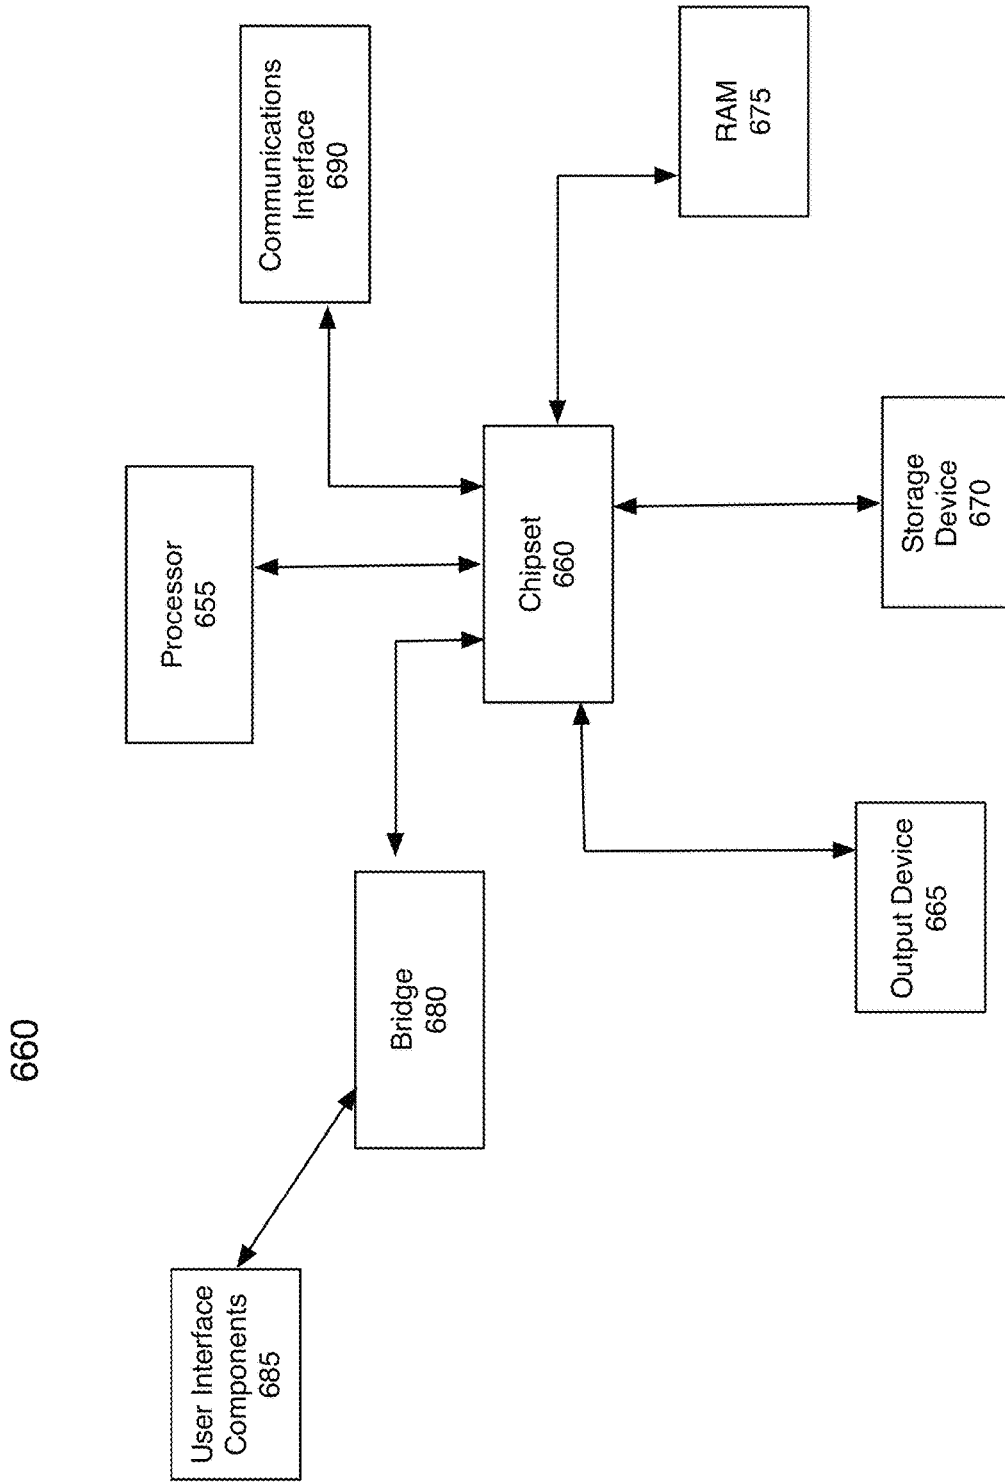 660
User Interface
Components
685
Bridge
680
Processor
655
Communications
Interface
690
Chipset
660
Output Device
665
Storage
Device
670
RAM
675